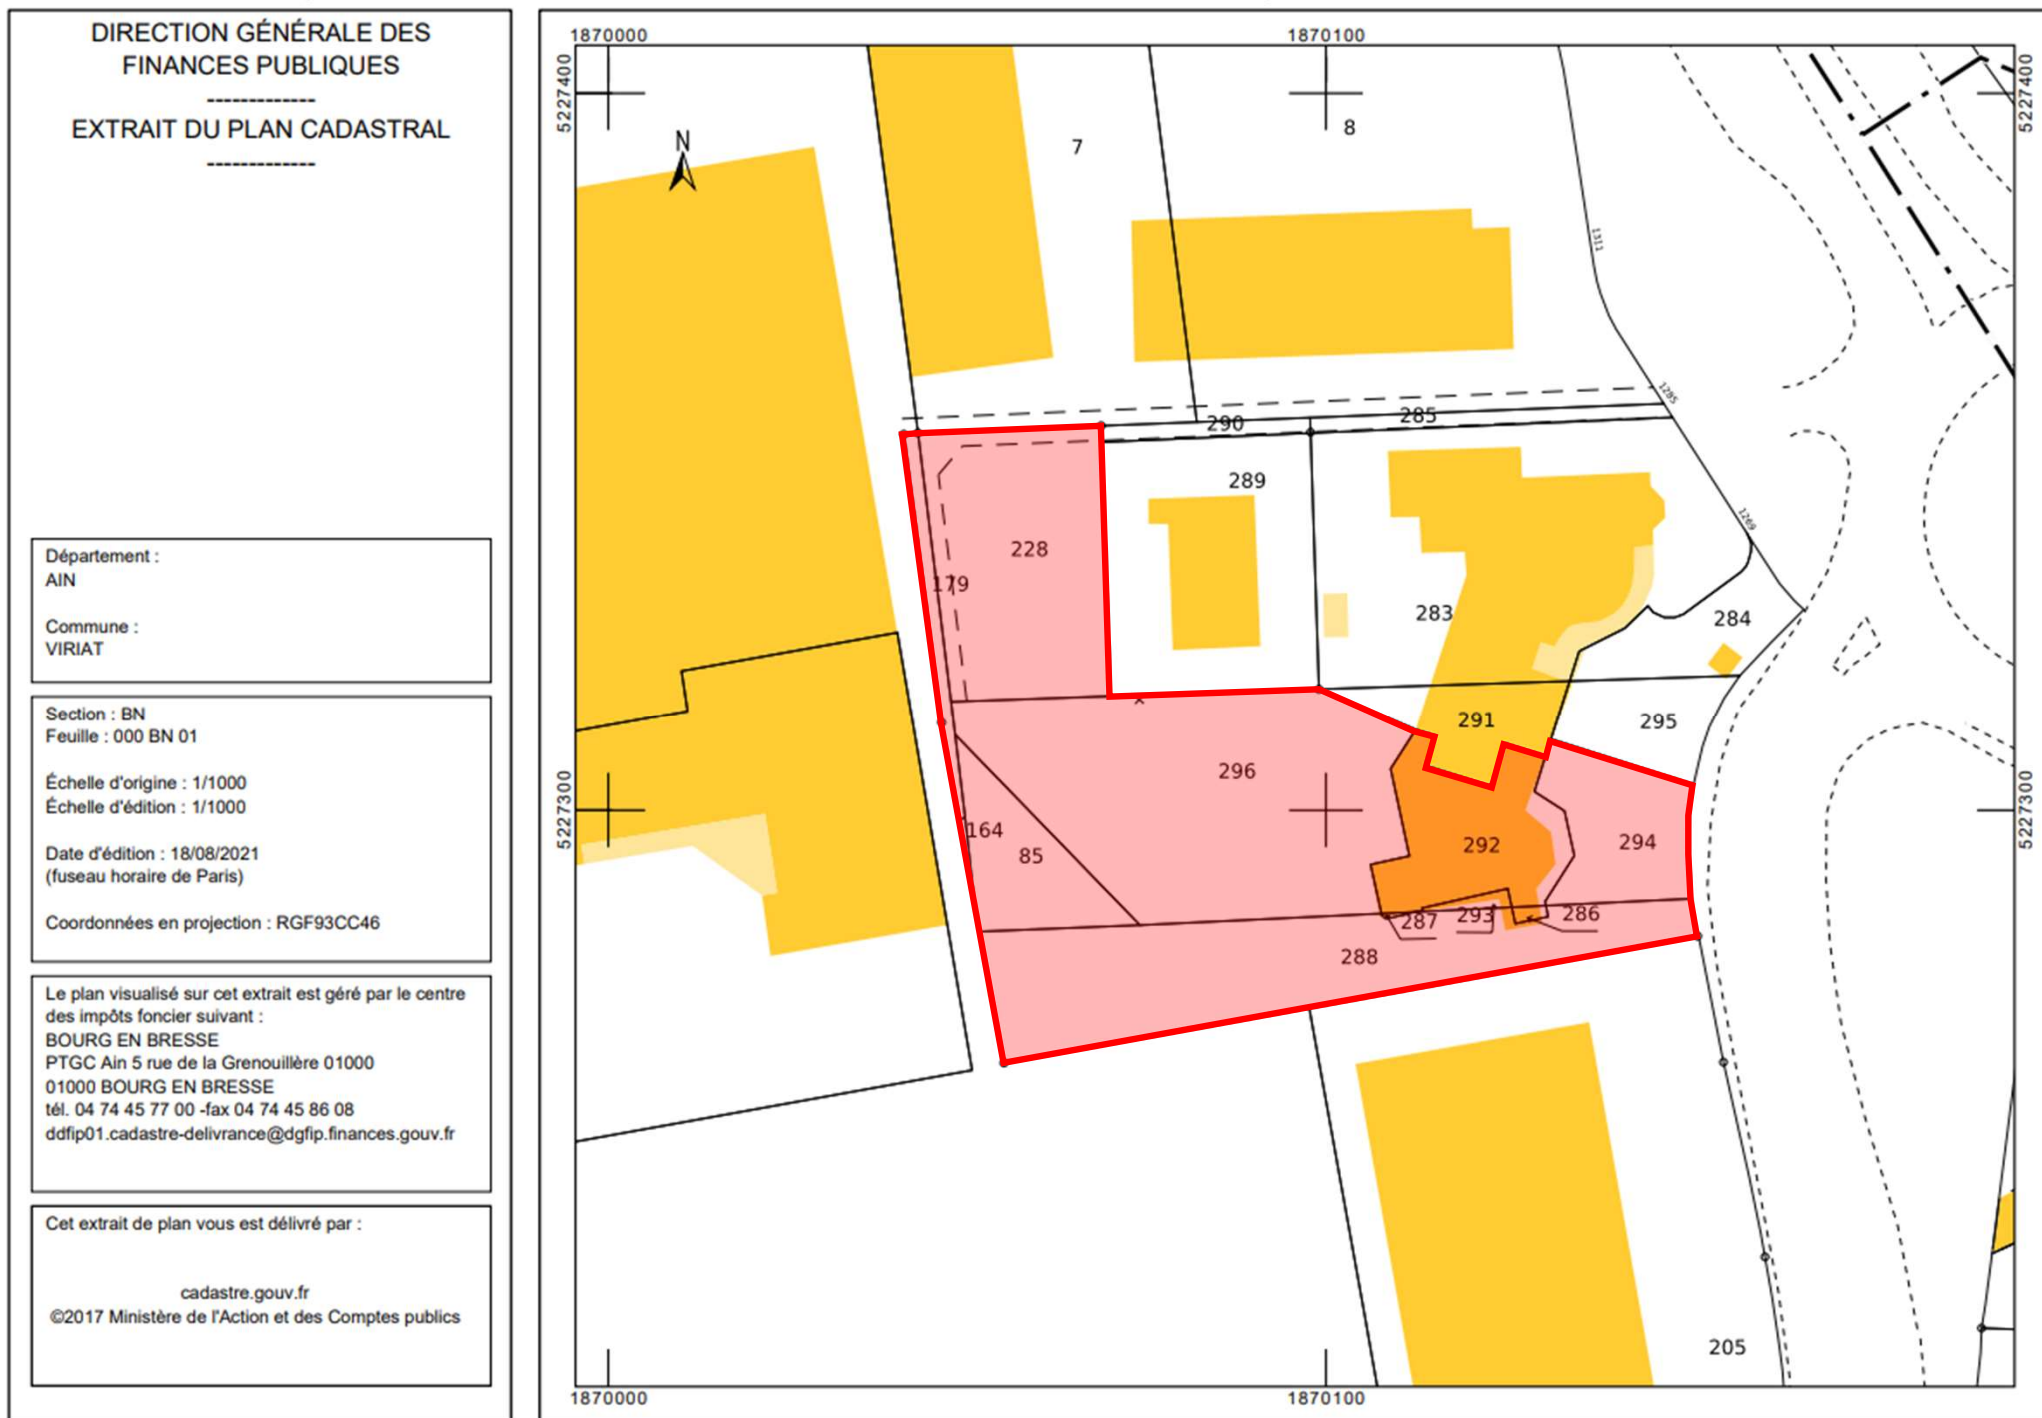 DIRECTION GÉNÉRALE DES
FINANCES PUBLIQUES
-------------
EXTRAIT DU PLAN CADASTRAL
-------------
Département :
AIN
Commune :
VIRIAT
Section : BN
Feuille : 000 BN 01
Échelle d'origine : 1/1000
Échelle d'édition : 1/1000
Date d'édition : 18/08/2021
(fuseau horaire de Paris)
Coordonnées en projection : RGF93CC46
Le plan visualisé sur cet extrait est géré par le centre
des impôts foncier suivant :
BOURG EN BRESSE
PTGC Ain 5 rue de la Grenouillère 01000
01000 BOURG EN BRESSE
tél. 04 74 45 77 00 -fax 04 74 45 86 08
ddfip01.cadastre-delivrance@dgfip.finances.gouv.fr
Cet extrait de plan vous est délivré par :
cadastre.gouv.fr
©2017 Ministère de l'Action et des Comptes publics
1870000
1870100
5227400
5227400
N
7
8
1311
1295
290
285
289
1269
228
179
283
284
291
295
296
5227300
5227300
164
85
292
294
287
293
286
288
205
1870000
1870100